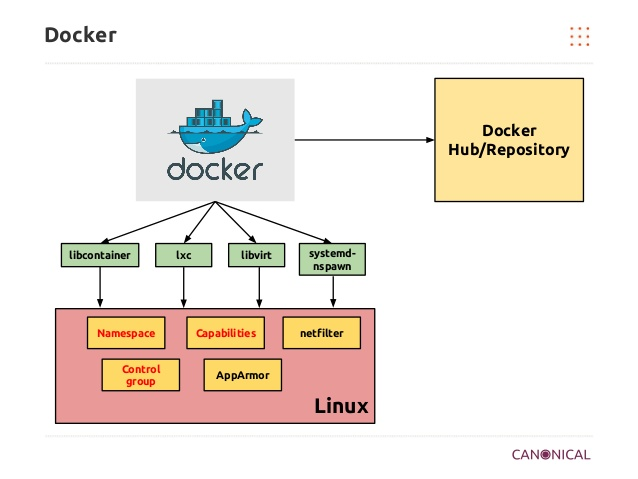 Docker
docker
Docker
Hub/Repository
libcontainer
lxc
libvirt
systemd-
nspawn
Namespace
Capabilities
netfilter
Control
group
AppArmor
Linux
CANONICAL